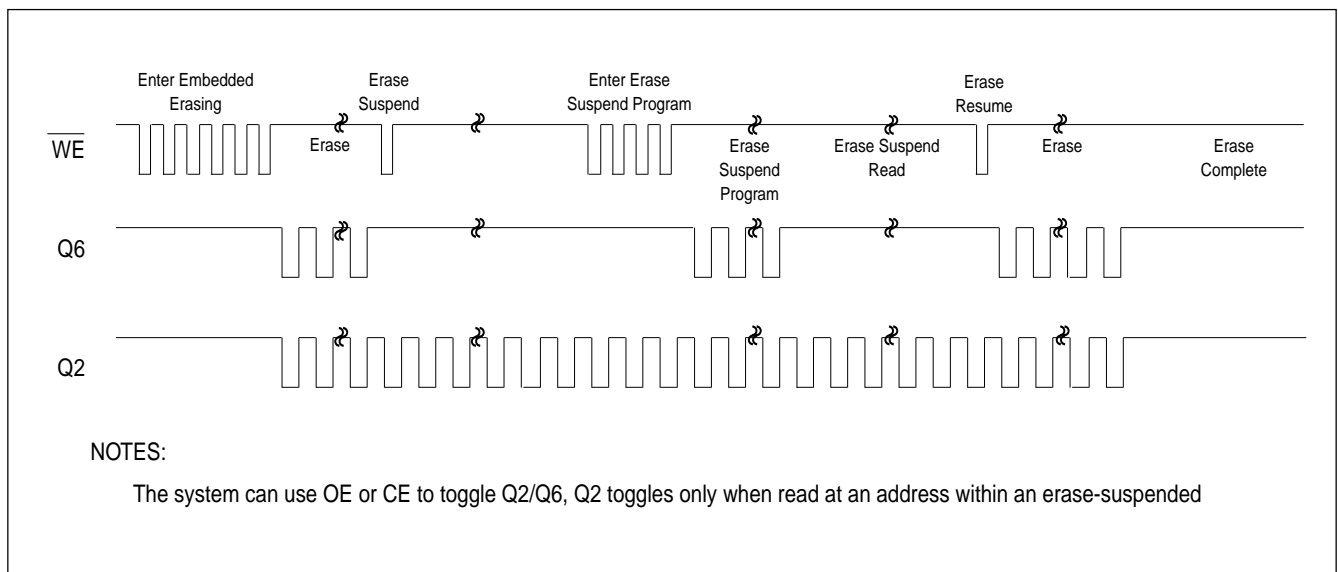 Enter Embedded
Erasing
Erase
Suspend
Enter Erase
Suspend Program
Erase
Resume
WE
Erase
Erase
Suspend
Program
Erase Suspend
Read
Erase
Erase
Complete
Q6
Q2
NOTES:
The system can use OE or CE to toggle Q2/Q6, Q2 toggles only when read at an address within an erase-suspended